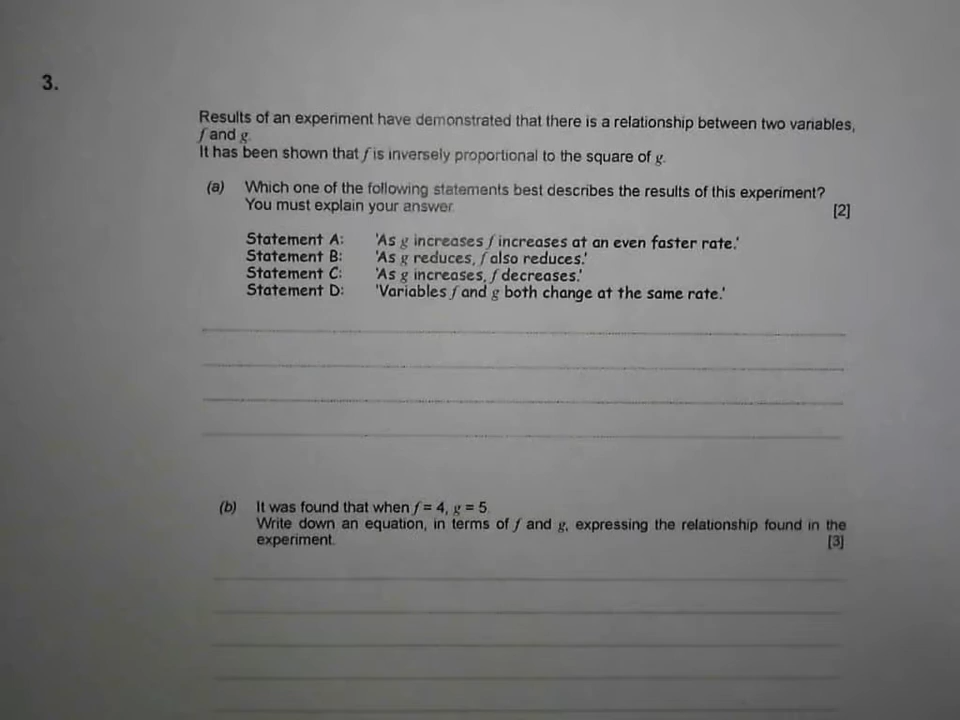 3.
Results of an experiment have demonstrated that there is a relationship between two variables,
f and g.
It has been shown that f is inversely proportional to the square of g.
(a) Which one of the following statements best describes the results of this experiment?
You must explain your answer.
[2]
Statement A: 'As g increases f increases at an even faster rate.'
Statement B: 'As g reduces, f also reduces.'
Statement C: 'As g increases, f decreases.'
Statement D: 'Variables f and g both change at the same rate.'
(b) It was found that when f = 4, g = 5.
Write down an equation, in terms of f and g, expressing the relationship found in the
experiment. [3]